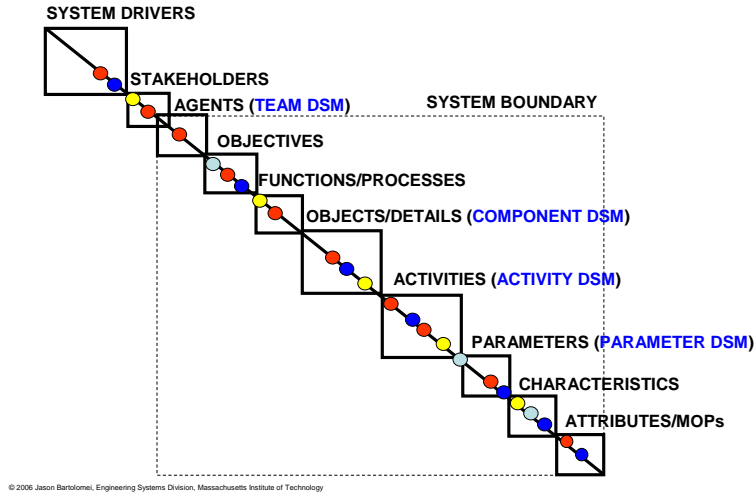 SYSTEM DRIVERS
STAKEHOLDERS
AGENTS (TEAM DSM)
SYSTEM BOUNDARY
OBJECTIVES
FUNCTIONS/PROCESSES
OBJECTS/DETAILS (COMPONENT DSM)
ACTIVITIES (ACTIVITY DSM)
PARAMETERS (PARAMETER DSM)
CHARACTERISTICS
ATTRIBUTES/MOPs
© 2006 Jason Bartolomei, Engineering Systems Division, Massachusetts Institute of Technology